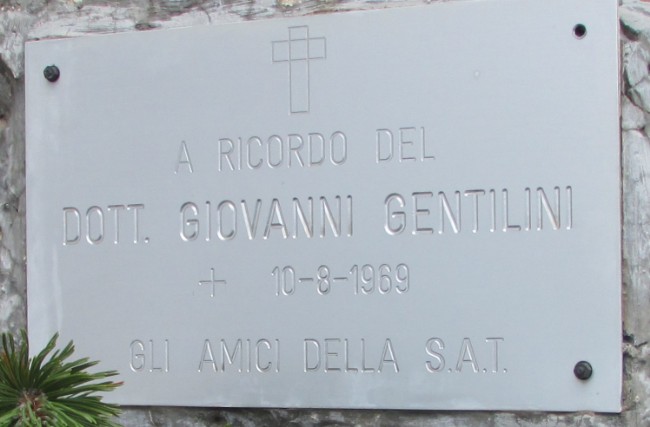 A RICORDO DEL
DOTT. GIOVANNI GENTILINI
+ 10-8-1969
GLI AMICI DELLA S.A.T.